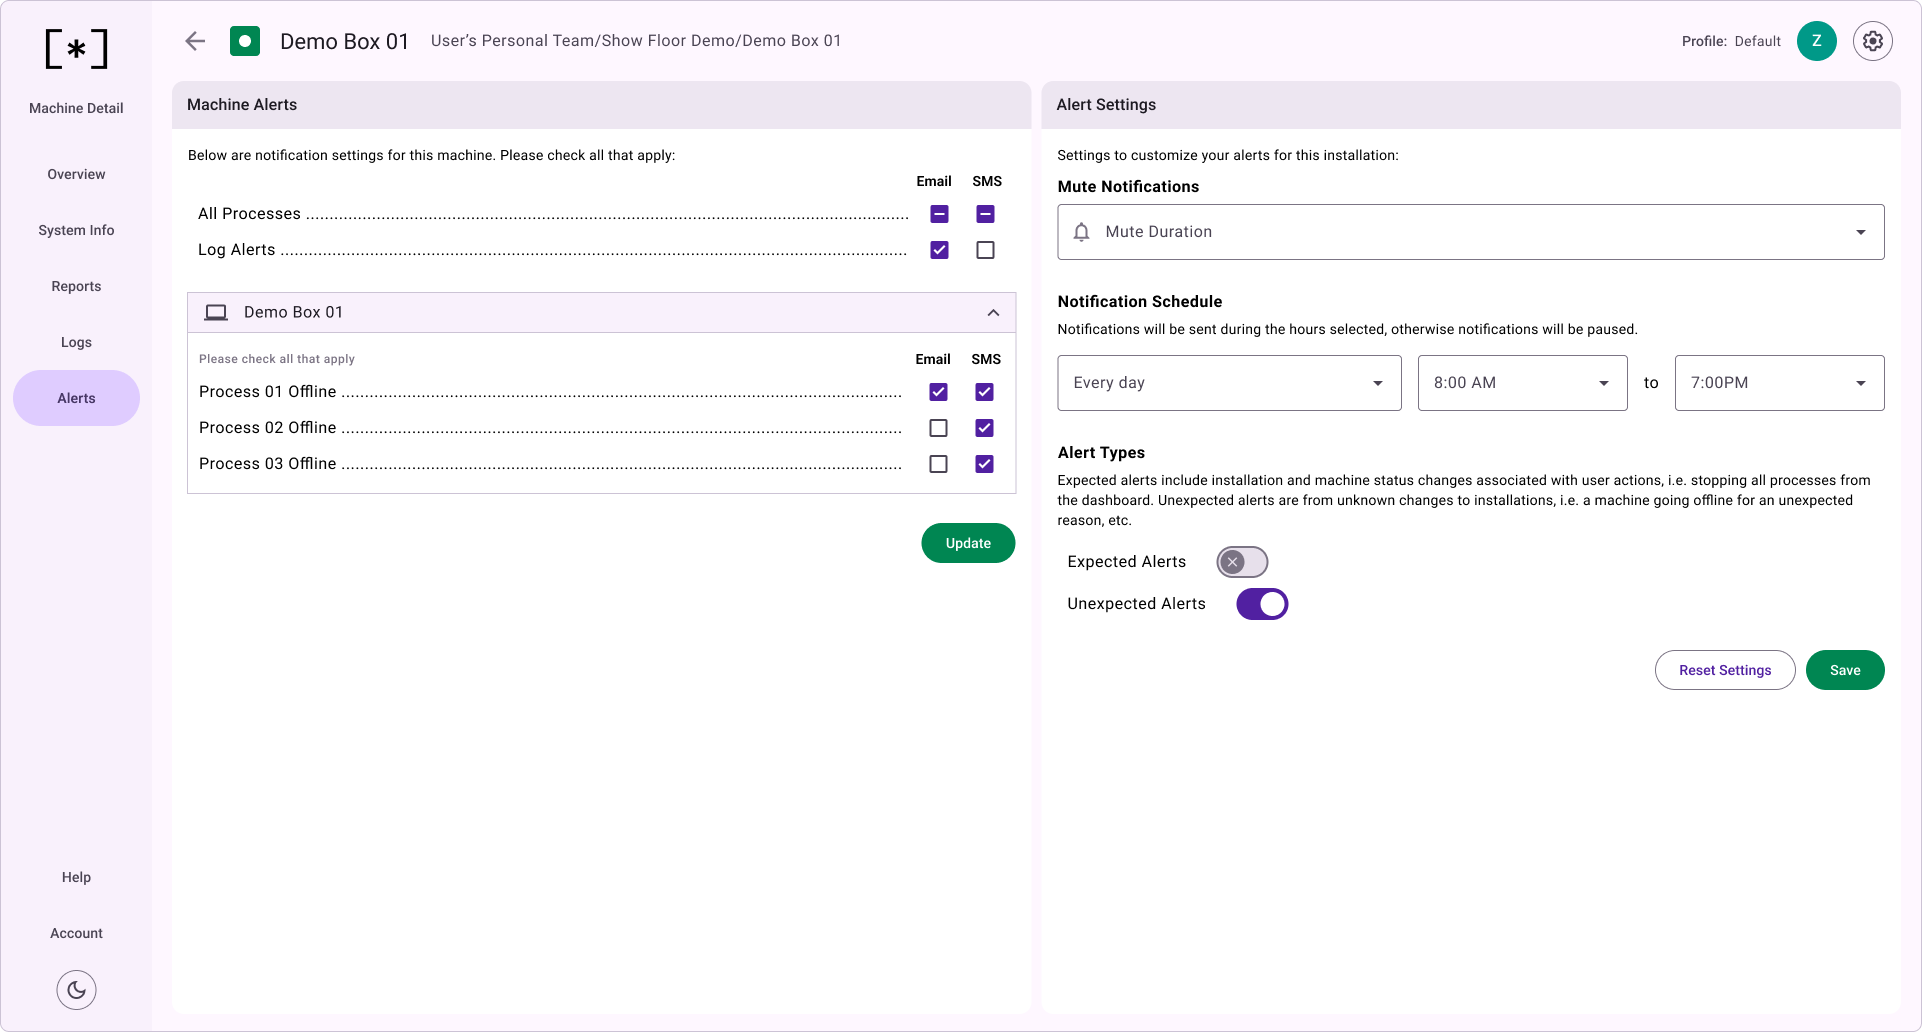 [*]
Machine Detail
Overview
System Info
Reports
Logs
Alerts
Help
Account
Demo Box 01 User’s Personal Team/Show Floor Demo/Demo Box 01
Profile: Default Z
Machine Alerts
Below are notification settings for this machine. Please check all that apply:
Email SMS
All Processes
Log Alerts
Demo Box 01
Please check all that apply Email SMS
Process 01 Offline
Process 02 Offline
Process 03 Offline
Update
Alert Settings
Settings to customize your alerts for this installation:
Mute Notifications
Mute Duration
Notification Schedule
Notifications will be sent during the hours selected, otherwise notifications will be paused.
Every day 8:00 AM to 7:00PM
Alert Types
Expected alerts include installation and machine status changes associated with user actions, i.e. stopping all processes from
the dashboard. Unexpected alerts are from unknown changes to installations, i.e. a machine going offline for an unexpected
reason, etc.
Expected Alerts
Unexpected Alerts
Reset Settings Save